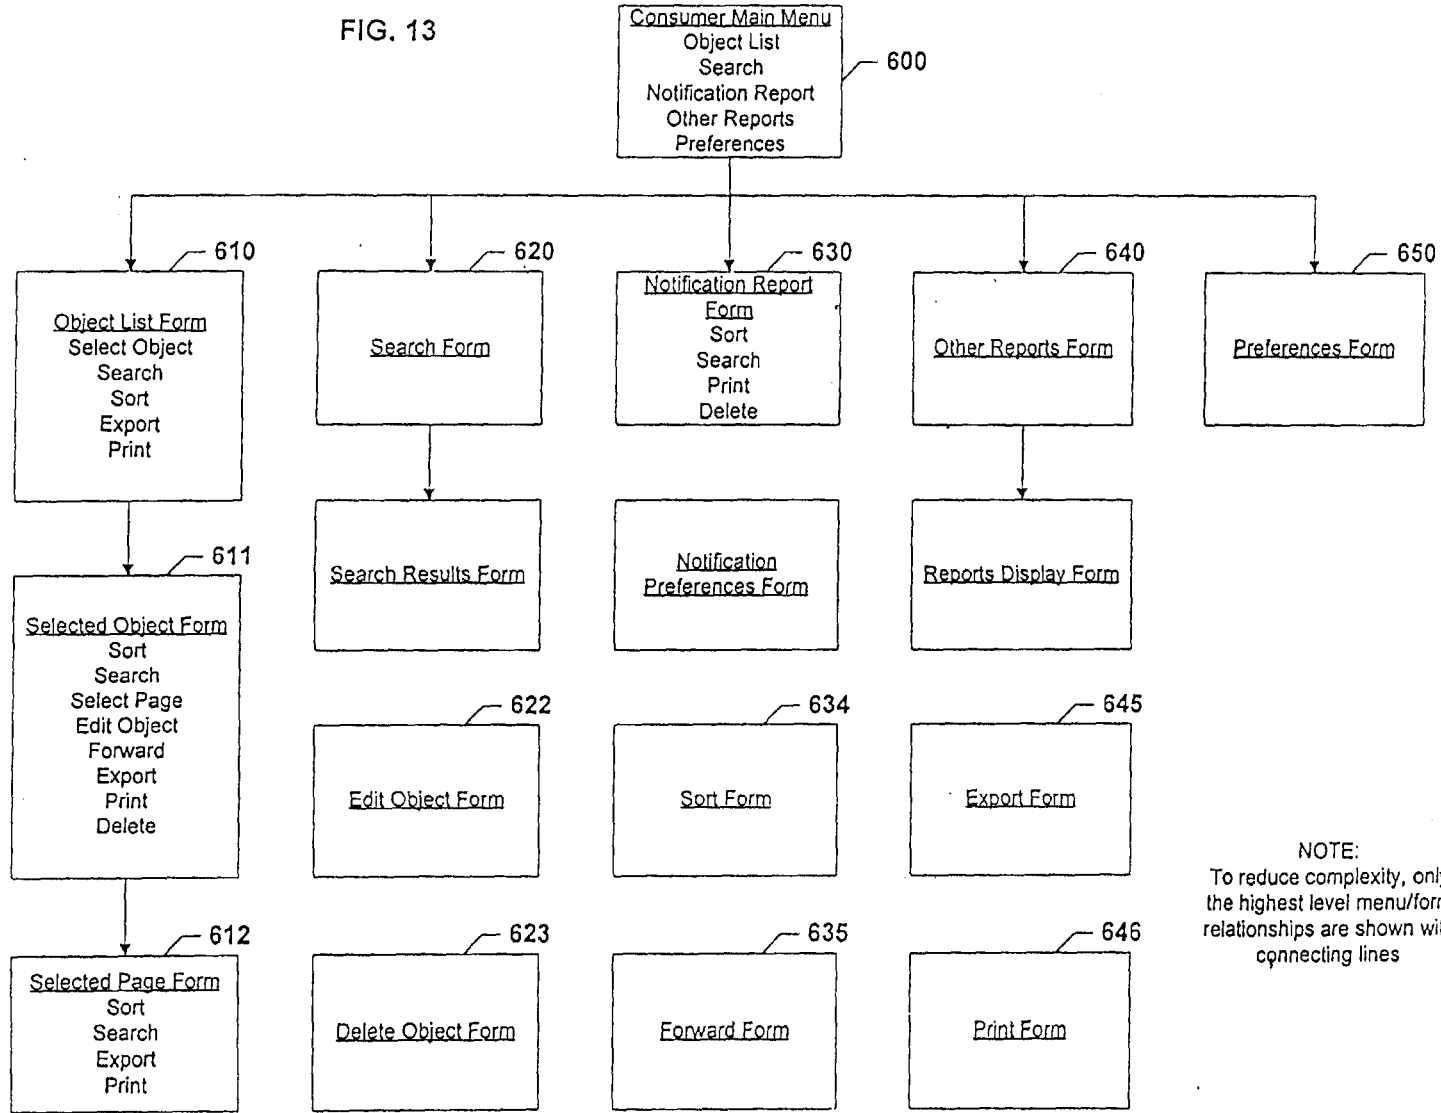 FIG. 13
Consumer Main Menu
Object List
Search
Notification Report
Other Reports
Preferences
600
610
Object List Form
Select Object
Search
Sort
Export
Print
620
Search Form
630
Notification Report
Form
Sort
Search
Print
Delete
640
Other Reports Form
650
Preferences Form
611
Selected Object Form
Sort
Search
Select Page
Edit Object
Forward
Export
Print
Delete
Search Results Form
Notification
Preferences Form
Reports Display Form
622
Edit Object Form
634
Sort Form
645
Export Form
NOTE:
To reduce complexity, only
the highest level menu/form
relationships are shown wi
connecting lines
612
Selected Page Form
Sort
Search
Export
Print
623
Delete Object Form
635
Forward Form
646
Print Form